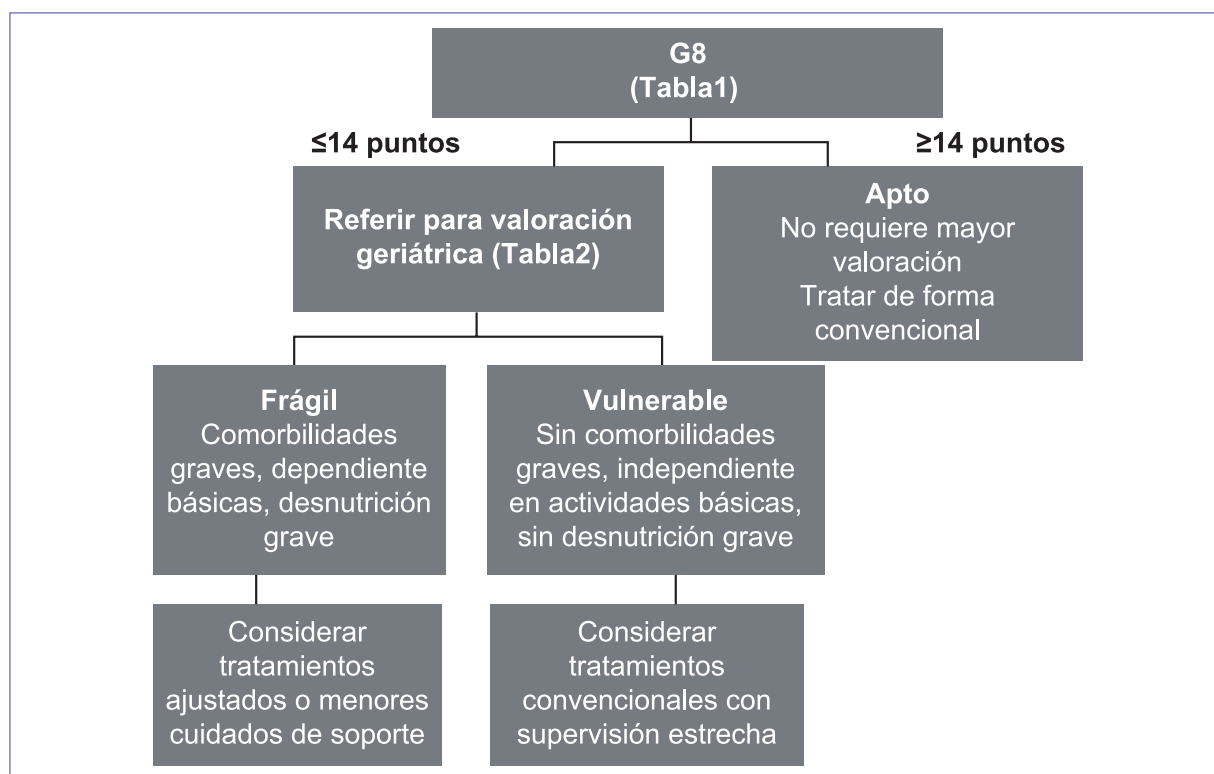 G8
(Tabla1)
≤14 puntos
≥14 puntos
Referir para valoración
geriátrica (Tabla2)
Apto
No requiere mayor
valoración
Tratar de forma
convencional
Frágil
Comorbilidades
graves, dependiente
básicas, desnutrición
grave
Vulnerable
Sin comorbilidades
graves, independiente
en actividades básicas,
sin desnutrición grave
Considerar
tratamientos
ajustados o menores
cuidados de soporte
Considerar
tratamientos
convencionales con
supervisión estrecha